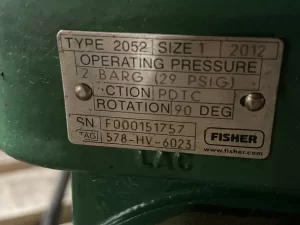 TYPE 2052 SIZE 1 2012
OPERATING PRESSURE
2 BARG (29 PSIG)
CTION PDTC
ROTATION 90 DEG
SN F000151757
TAG 578-HV-6023
FISHER
www.fisher.com